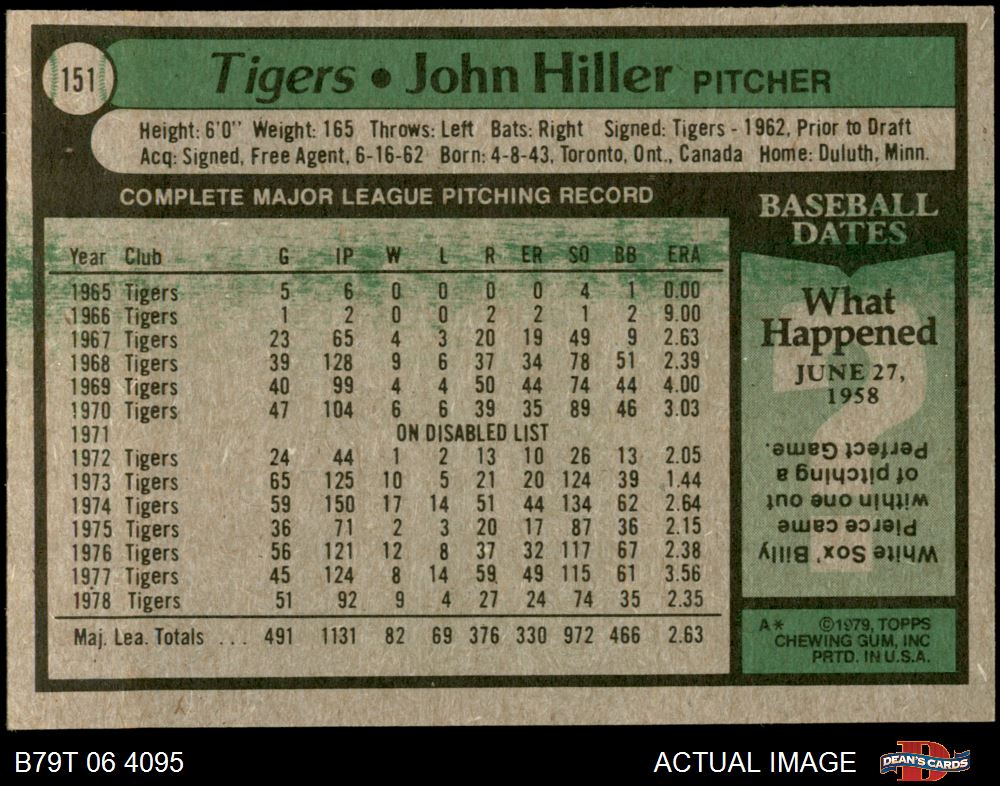 151
Tigers • John Hiller PITCHER
Height: 6'0" Weight: 165 Throws: Left Bats: Right Signed: Tigers - 1962, Prior to Draft
Acq: Signed, Free Agent, 6-16-62 Born: 4-8-43, Toronto, Ont., Canada Home: Duluth, Minn.
COMPLETE MAJOR LEAGUE PITCHING RECORD
Year Club G IP W L R ER SO BB ERA
1965 Tigers 5 6 0 0 0 0 4 1 0.00
1966 Tigers 1 2 0 0 2 2 1 2 9.00
1967 Tigers 23 65 4 3 20 19 49 9 2.63
1968 Tigers 39 128 9 6 37 34 78 51 2.39
1969 Tigers 40 99 4 4 50 44 74 44 4.00
1970 Tigers 47 104 6 6 39 35 89 46 3.03
1971 ON DISABLED LIST
1972 Tigers 24 44 1 2 13 10 26 13 2.05
1973 Tigers 65 125 10 5 21 20 124 39 1.44
1974 Tigers 59 150 17 14 51 44 134 62 2.64
1975 Tigers 36 71 2 3 20 17 87 36 2.15
1976 Tigers 56 121 12 8 37 32 117 67 2.38
1977 Tigers 45 124 8 14 59 49 115 61 3.56
1978 Tigers 51 92 9 4 27 24 74 35 2.35
Maj. Lea. Totals ... 491 1131 82 69 376 330 972 466 2.63
BASEBALL
DATES
What
Happened
JUNE 27,
1958
White Sox' Billy
Pierce came
within one out
of pitching a
Perfect Game.
A* ©1979, TOPPS
CHEWING GUM, INC
PRTD. IN U.S.A.
B79T 06 4095
ACTUAL IMAGE
D
DEAN'S CARDS